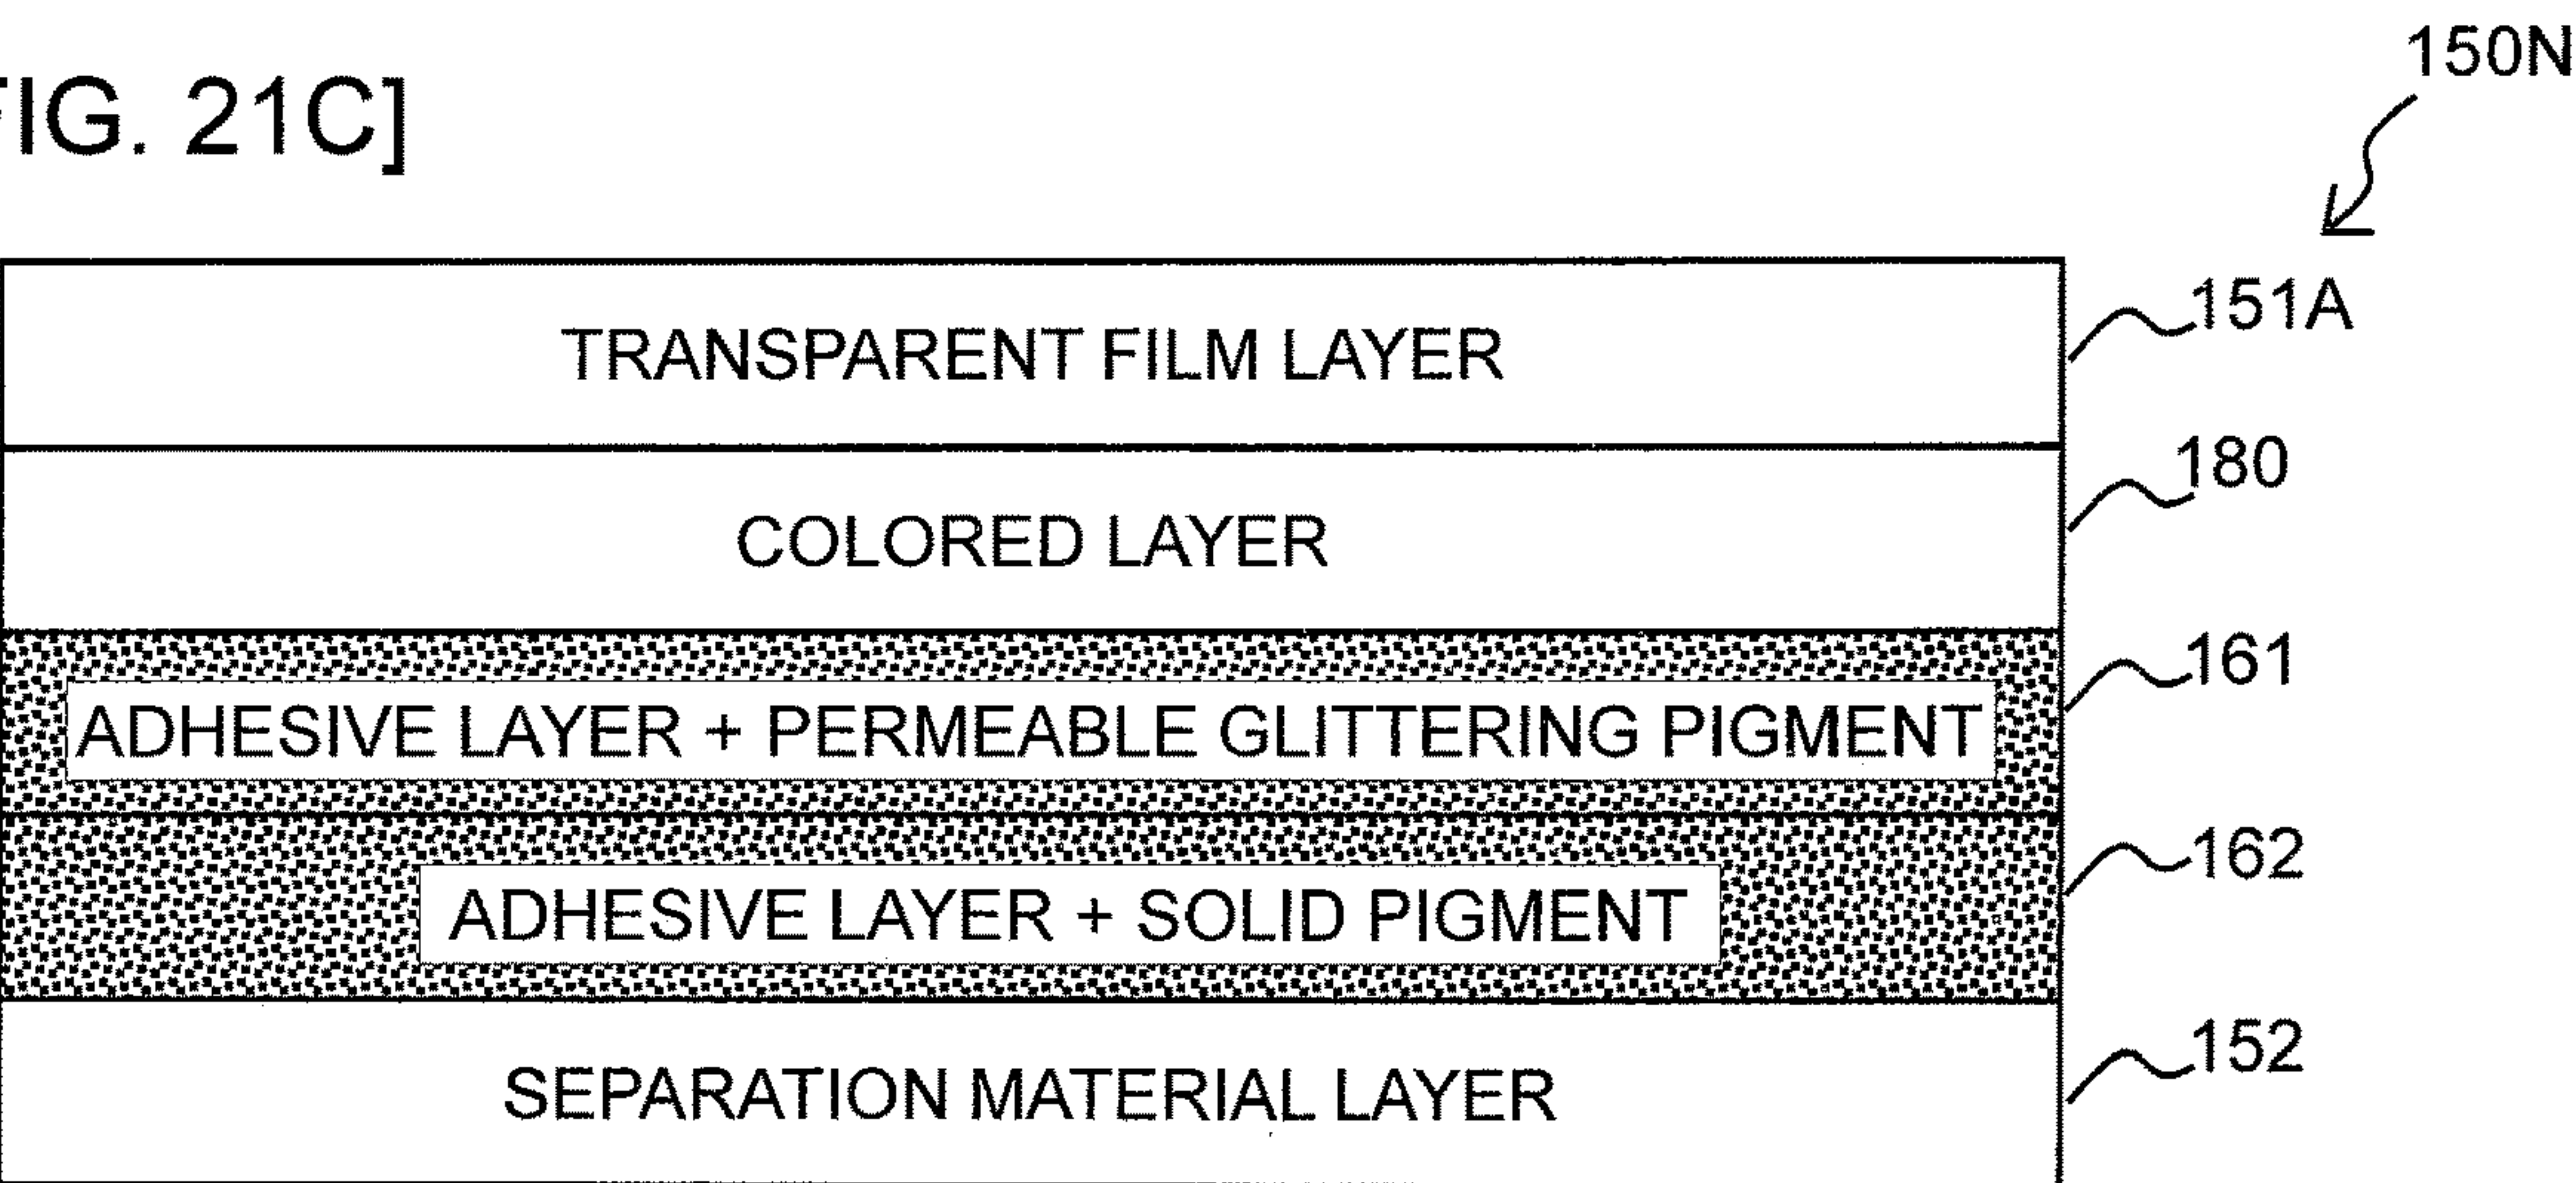 150N
FIG. 21C]
TRANSPARENT FILM LAYER 151A
COLORED LAYER 180
ADHESIVE LAYER + PERMEABLE GLITTERING PIGMENT 161
ADHESIVE LAYER + SOLID PIGMENT 162
SEPARATION MATERIAL LAYER 152